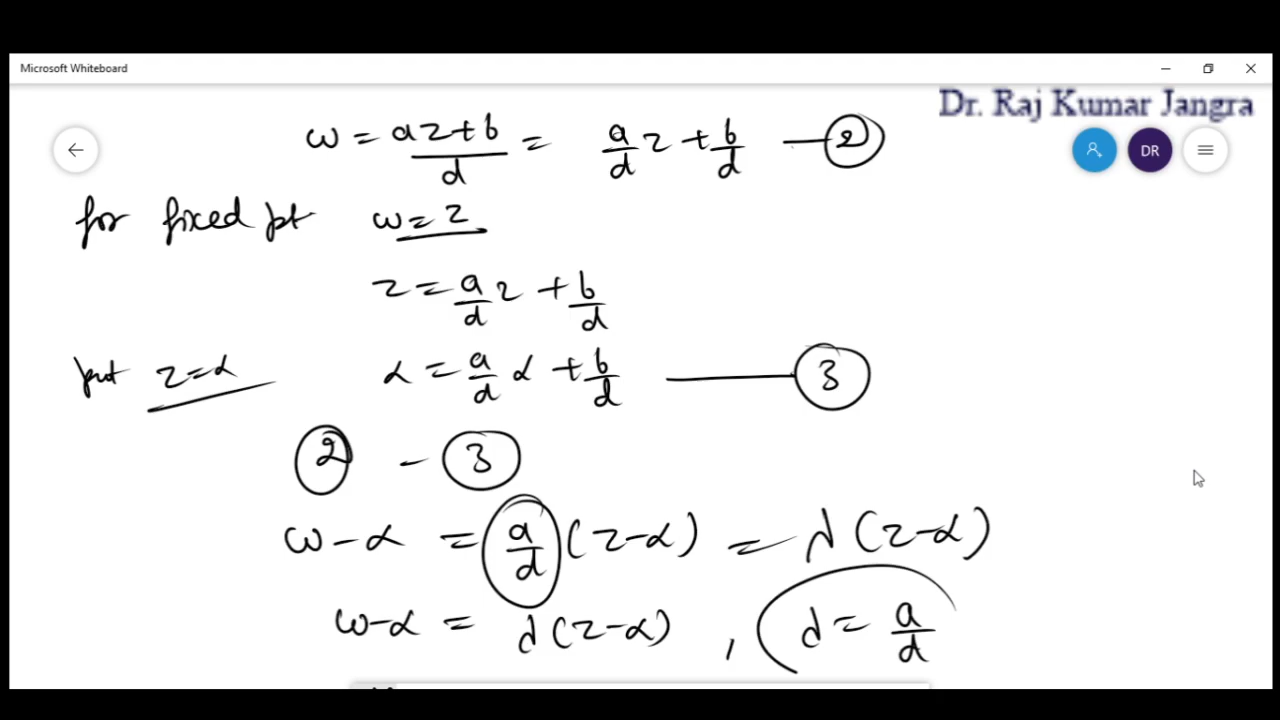 Microsoft Whiteboard
Dr. Raj Kumar Jangra
DR
ω = az+b/d = a/d z + b/d — 2
for fixed pt ω = z
z = a/d z + b/d
put z=α α = a/d α + b/d — 3
2 - 3
ω-α = a/d (z-α) = λ(z-α)
ω-α = λ(z-α) , λ = a/d